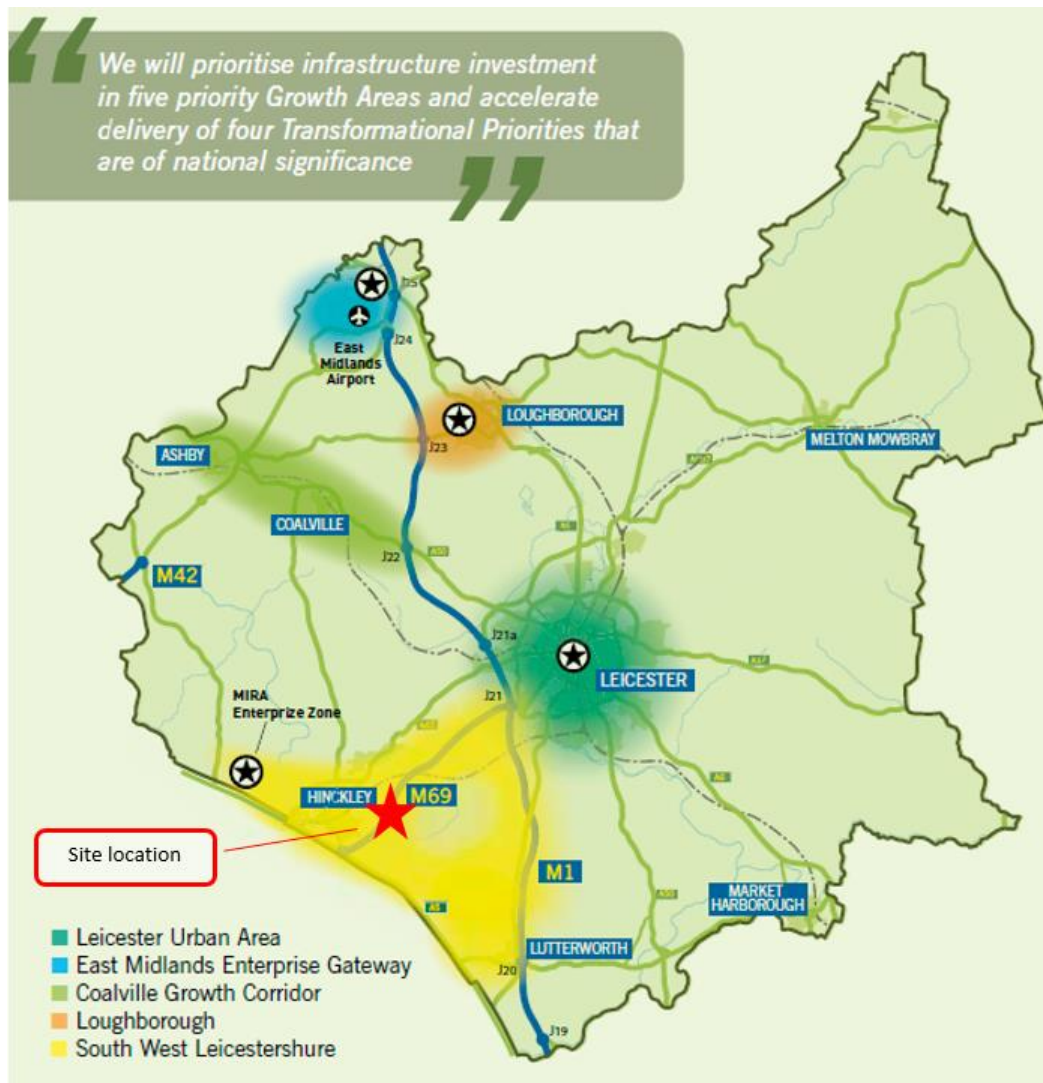 We will prioritise infrastructure investment
in five priority Growth Areas and accelerate
delivery of four Transformational Priorities that
are of national significance
J24
East
Midlands
Airport
LOUGHBOROUGH
J23
MELTON MOWBRAY
ASHBY
COALVILLE
J22
M42
J21a
LEICESTER
J21
MIRA
Enterprize Zone
HINCKLEY
M69
Site location
M1
MARKET
HARBOROUGH
LUTTERWORTH
J20
J19
Leicester Urban Area
East Midlands Enterprise Gateway
Coalville Growth Corridor
Loughborough
South West Leicestershure